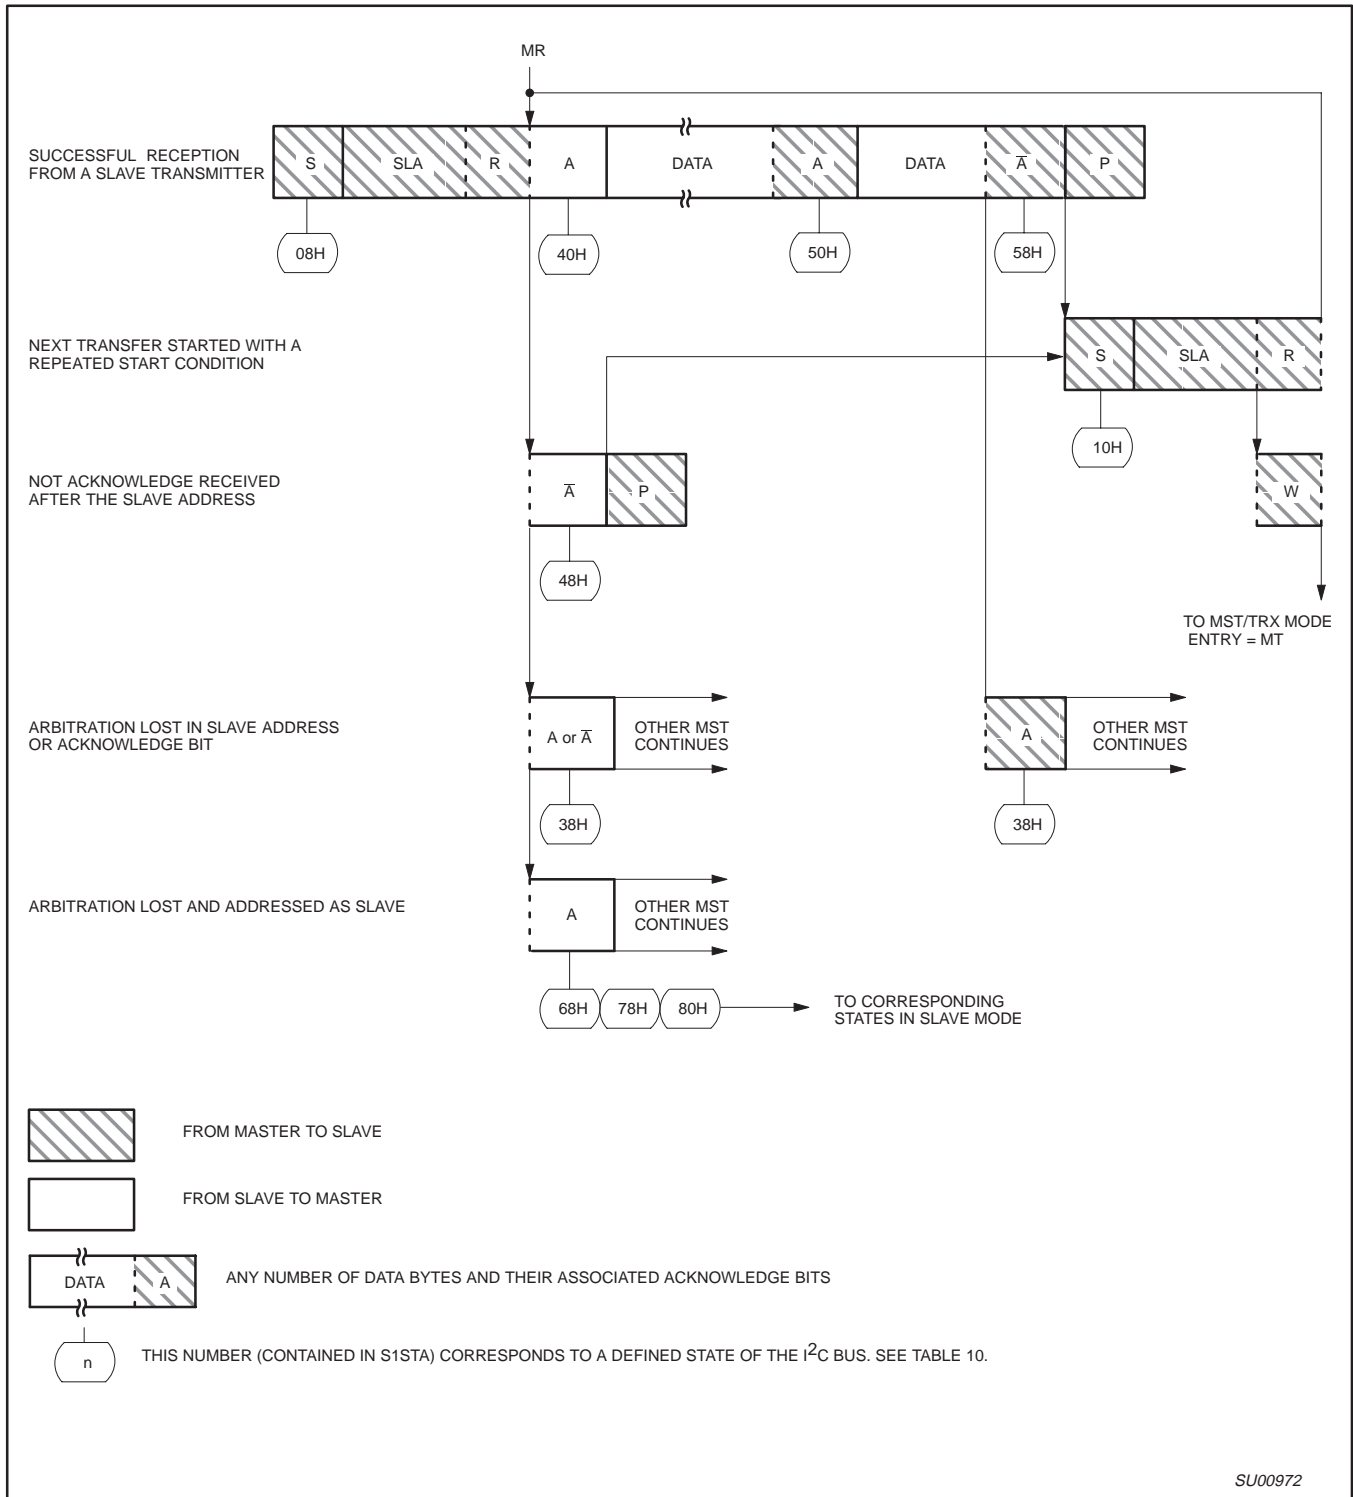 MR
SUCCESSFUL RECEPTION
FROM A SLAVE TRANSMITTER
S SLA R A DATA A DATA A̅ P
08H 40H 50H 58H
NEXT TRANSFER STARTED WITH A
REPEATED START CONDITION
S SLA R
10H
NOT ACKNOWLEDGE RECEIVED
AFTER THE SLAVE ADDRESS
A̅ P
W
48H
TO MST/TRX MODE
ENTRY = MT
ARBITRATION LOST IN SLAVE ADDRESS
OR ACKNOWLEDGE BIT
A or A̅
OTHER MST
CONTINUES
A
OTHER MST
CONTINUES
38H 38H
ARBITRATION LOST AND ADDRESSED AS SLAVE
A
OTHER MST
CONTINUES
68H 78H 80H
TO CORRESPONDING
STATES IN SLAVE MODE
FROM MASTER TO SLAVE
FROM SLAVE TO MASTER
DATA A
ANY NUMBER OF DATA BYTES AND THEIR ASSOCIATED ACKNOWLEDGE BITS
n
THIS NUMBER (CONTAINED IN S1STA) CORRESPONDS TO A DEFINED STATE OF THE I²C BUS. SEE TABLE 10.
SU00972